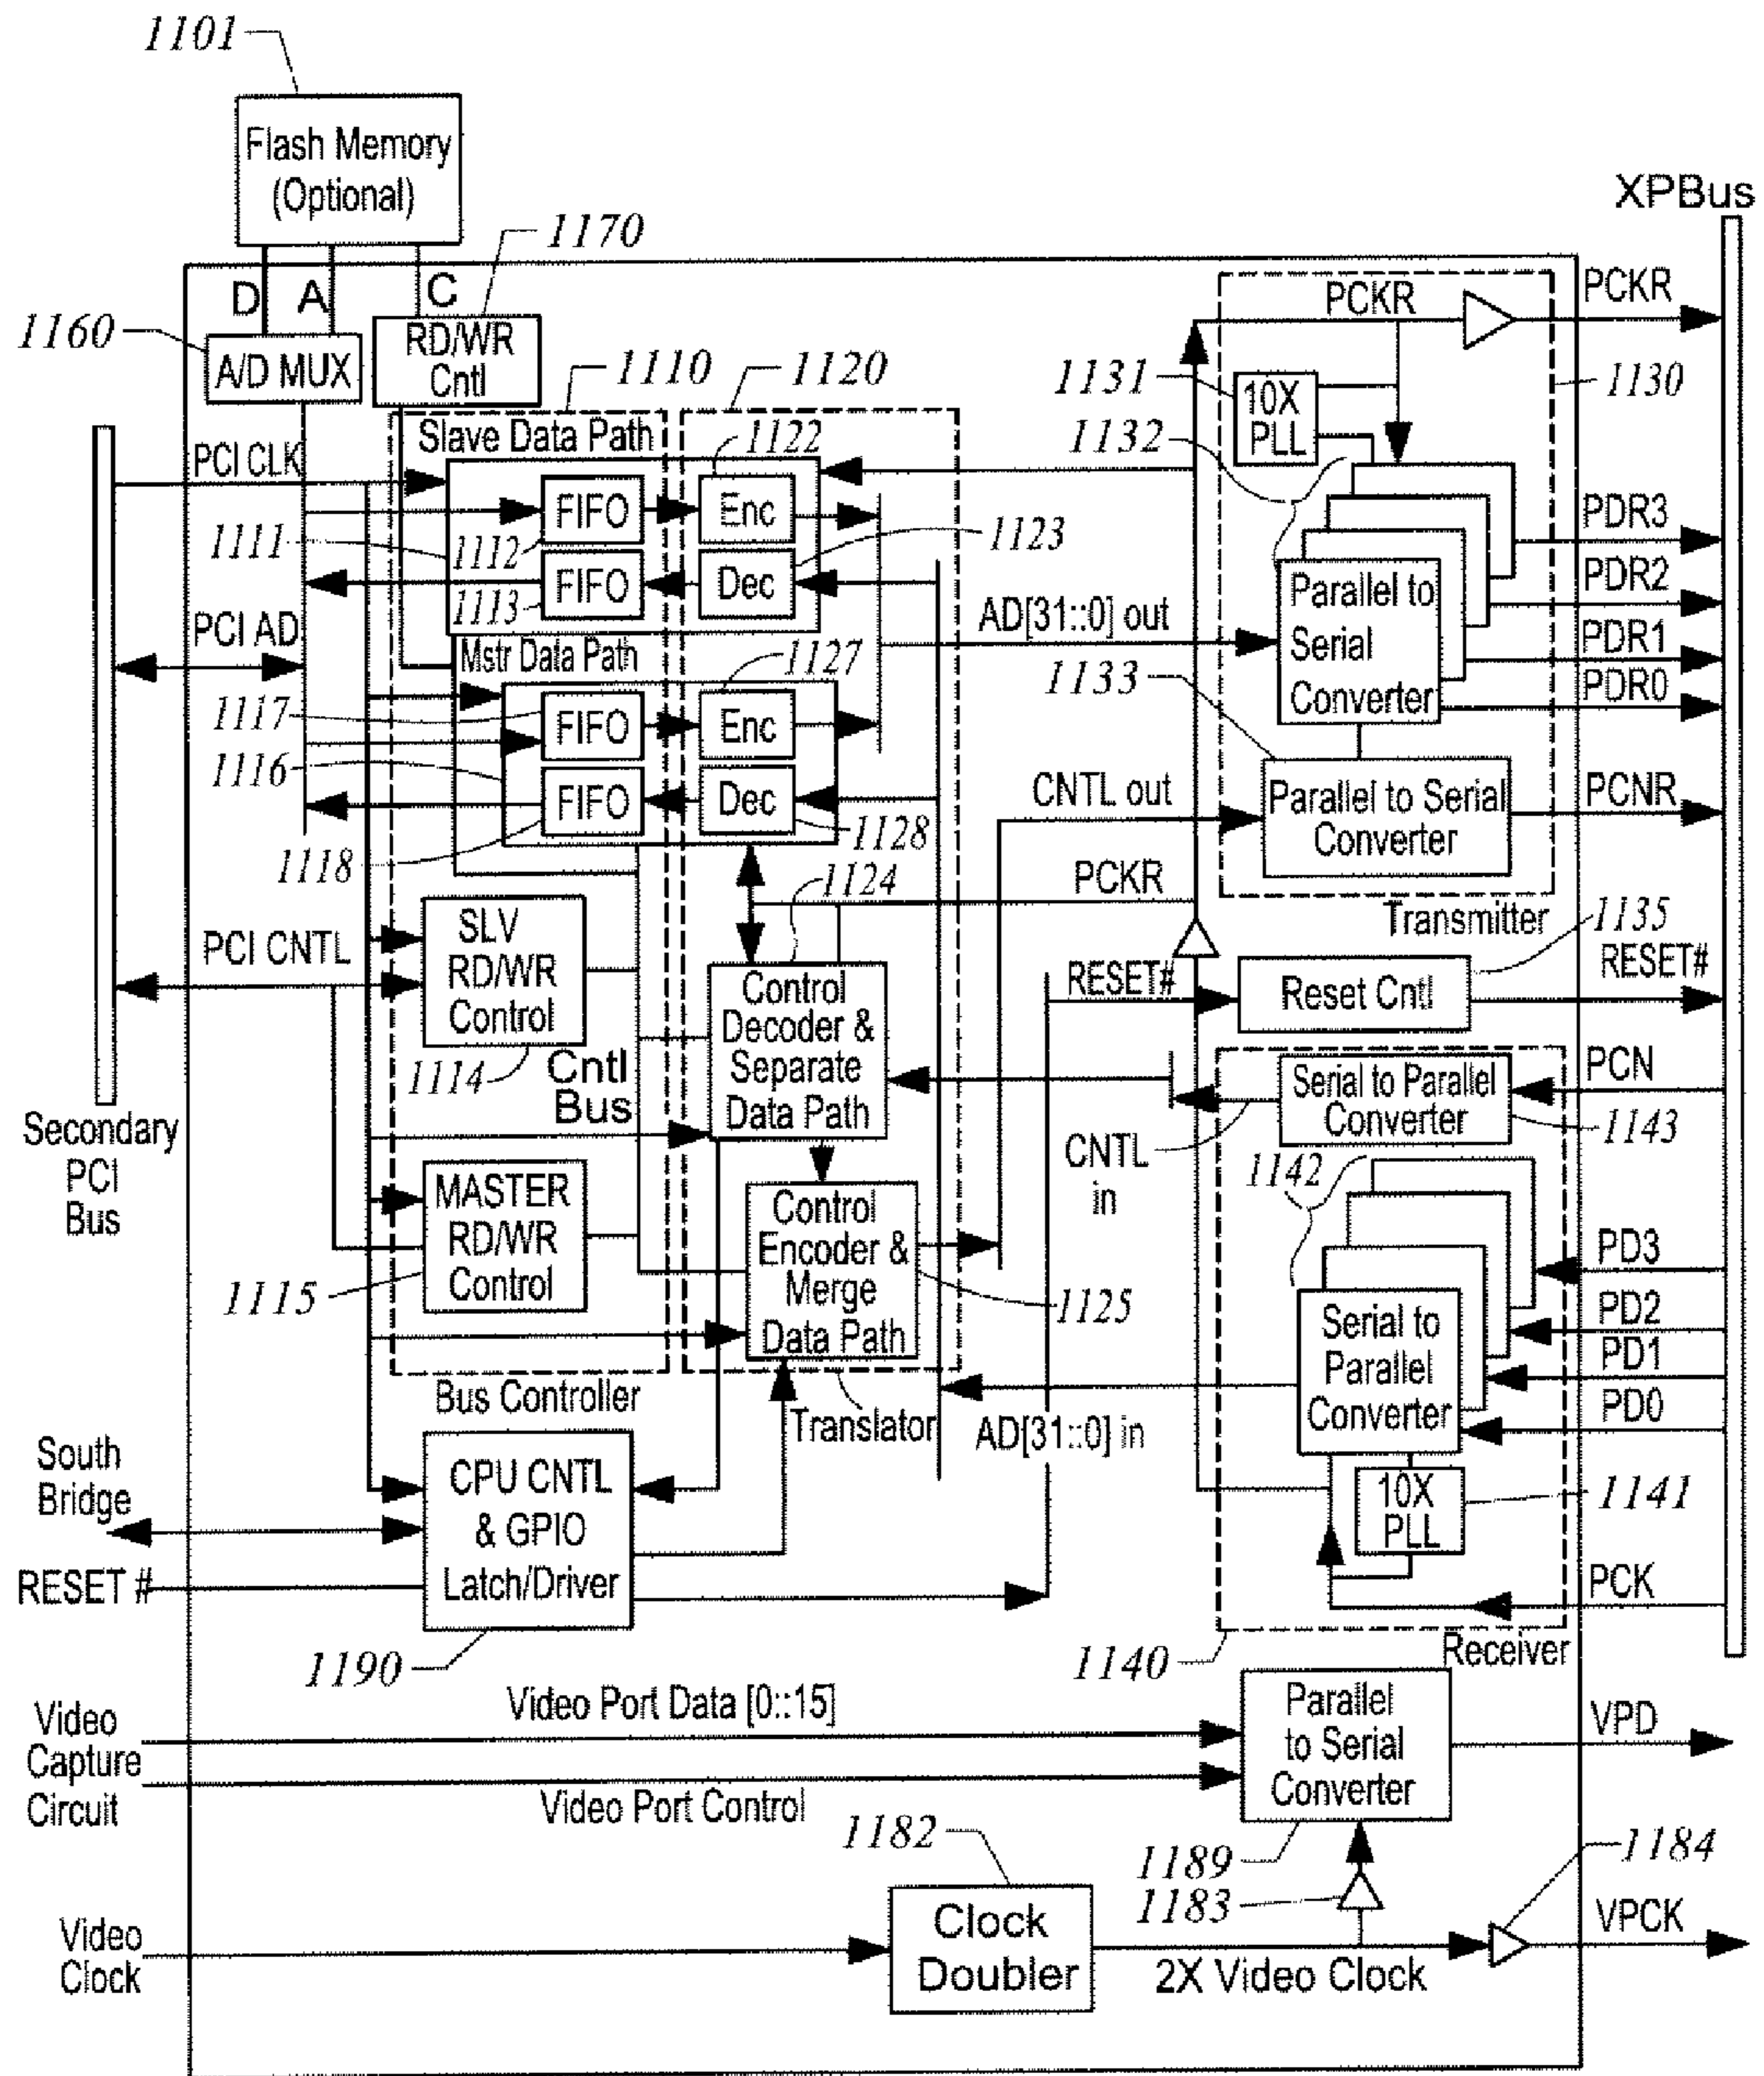 1101
Flash Memory
(Optional)
XPBus
1170
D
A
C
1160
A/D MUX
RD/WR
Cntl
1110
1120
PCKR
PCKR
1131
10X
PLL
1130
1132
Slave Data Path
1122
PCI CLK
FIFO
Enc
1111
1112
1123
FIFO
Dec
1113
PDR3
PDR2
PDR1
PDR0
AD[31::0] out
Parallel to
Serial
Converter
PCI AD
Mstr Data Path
1127
1133
1117
FIFO
Enc
1116
FIFO
Dec
1118
1128
CNTL out
Parallel to Serial
Converter
PCNR
1124
PCKR
Transmitter
1135
PCI CNTL
SLV
RD/WR
Control
1114
Cntl
Bus
Control
Decoder &
Separate
Data Path
RESET#
Reset Cntl
RESET#
Serial to Parallel
Converter
PCN
1143
CNTL
in
1142
Secondary
PCI
Bus
MASTER
RD/WR
Control
1115
Control
Encoder &
Merge
Data Path
1125
PD3
PD2
PD1
PD0
Serial to
Parallel
Converter
Bus Controller
Translator
AD[31::0] in
10X
PLL
1141
South
Bridge
CPU CNTL
& GPIO
Latch/Driver
RESET #
PCK
1190
1140
Receiver
Video
Capture
Circuit
Video Port Data [0::15]
Video Port Control
Parallel
to Serial
Converter
VPD
1182
1189
1183
1184
Video
Clock
Clock
Doubler
2X Video Clock
VPCK